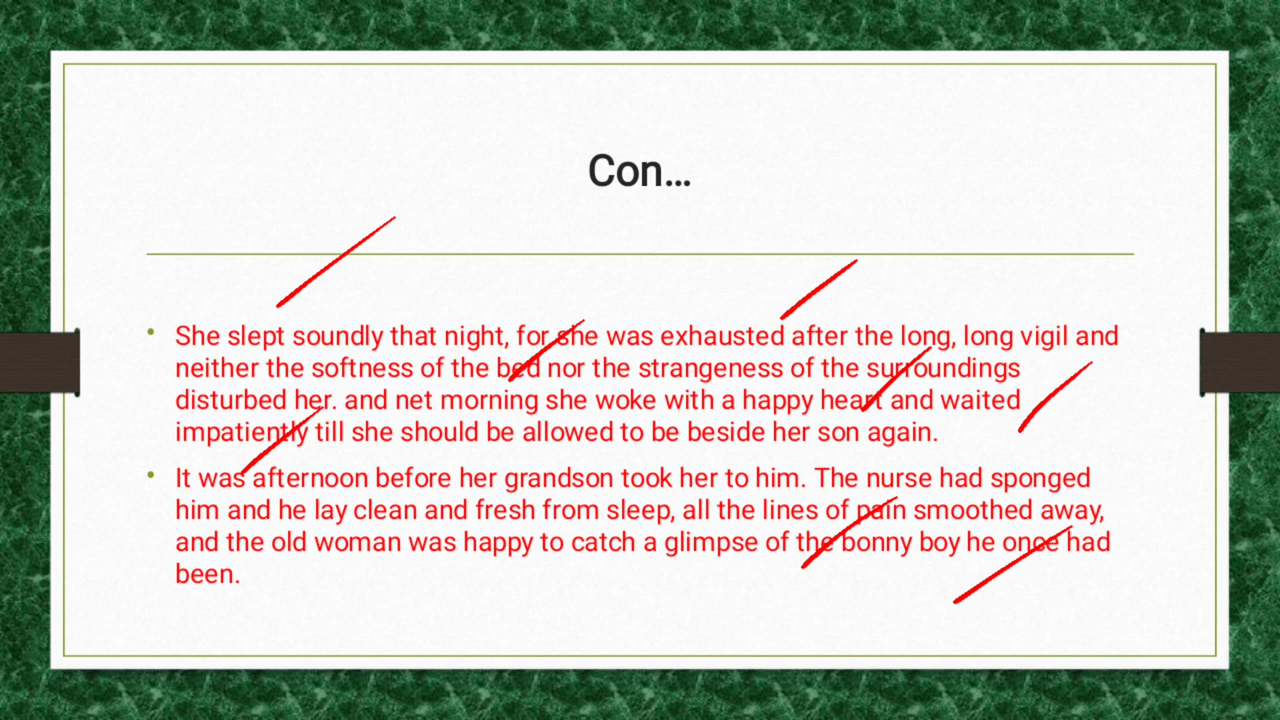 Con...
• She slept soundly that night, for she was exhausted after the long, long vigil and
neither the softness of the bed nor the strangeness of the surroundings
disturbed her. and net morning she woke with a happy heart and waited
impatiently till she should be allowed to be beside her son again.
• It was afternoon before her grandson took her to him. The nurse had sponged
him and he lay clean and fresh from sleep, all the lines of pain smoothed away,
and the old woman was happy to catch a glimpse of the bonny boy he once had
been.